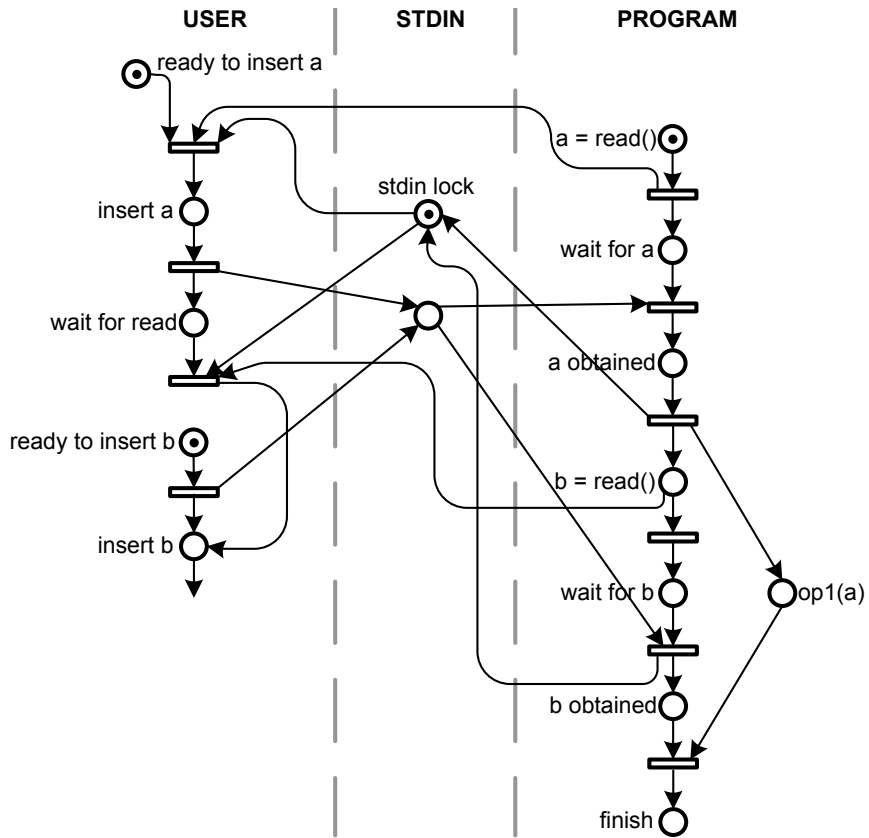 USER STDIN PROGRAM
ready to insert a
a = read()
stdin lock
insert a
wait for a
wait for read
a obtained
ready to insert b
b = read()
insert b
wait for b
op1(a)
b obtained
finish